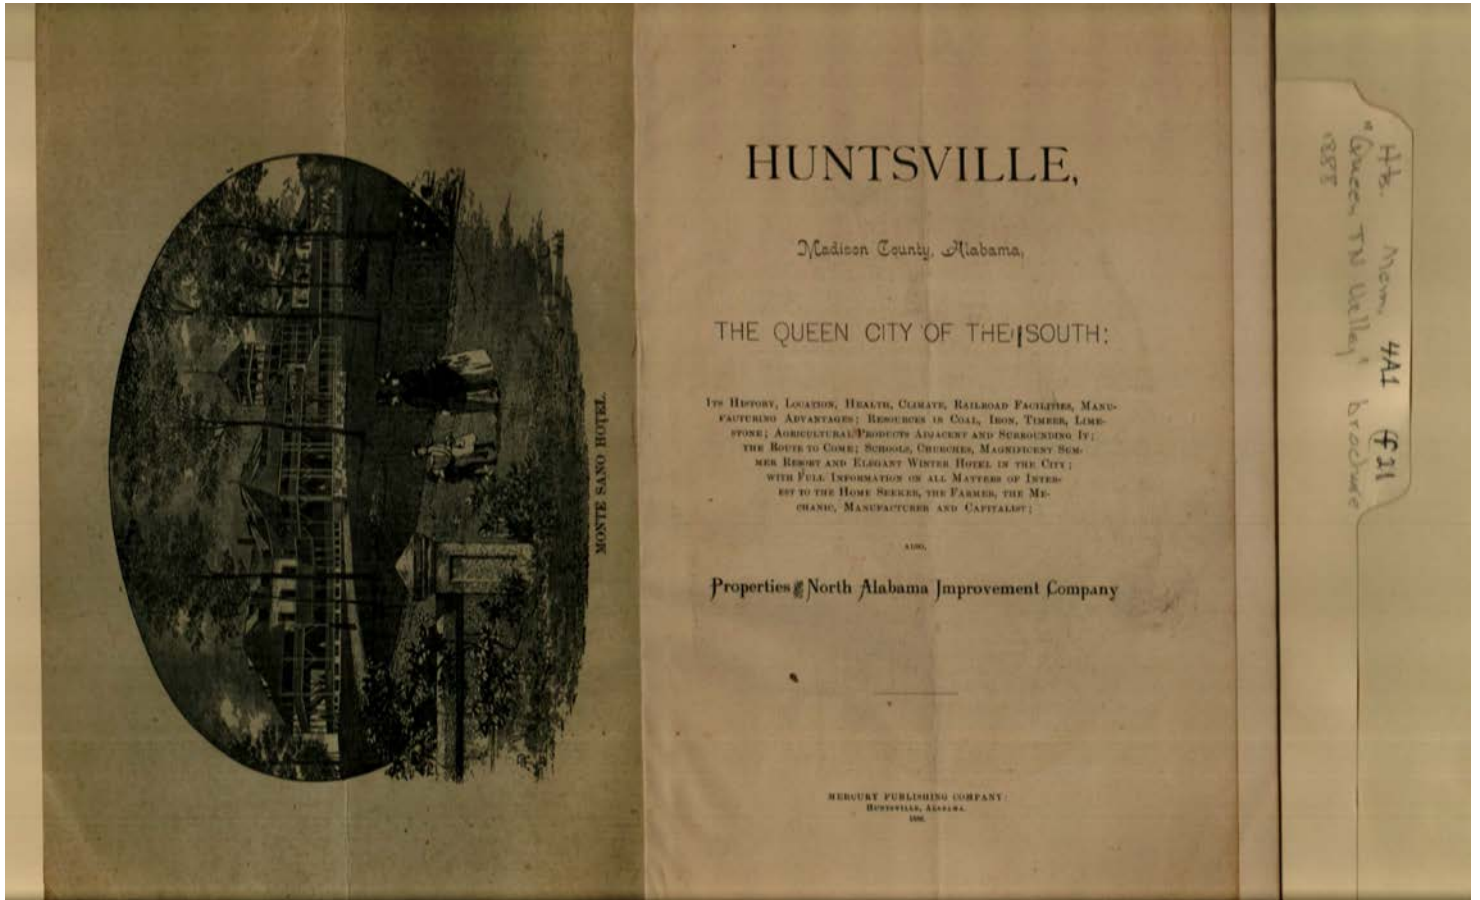 MONTE SANO HOTEL.
HUNTSVILLE,
Madison County, Alabama,
THE QUEEN CITY OF THE SOUTH:
ITS HISTORY, LOCATION, HEALTH, CLIMATE, RAILROAD FACILITIES, MANU-
FACTURING ADVANTAGES; RESOURCES IN COAL, IRON, TIMBER, LIME-
STONE; AGRICULTURAL PRODUCTS ADJACENT AND SURROUNDING IT;
THE ROUTE TO COME; SCHOOLS, CHURCHES, MAGNIFICENT SUM-
MER RESORT AND ELEGANT WINTER HOTEL IN THE CITY;
WITH FULL INFORMATION ON ALL MATTERS OF INTER-
EST TO THE HOME SEEKER, THE FARMER, THE ME-
CHANIC, MANUFACTURER AND CAPITALIST;
ALSO,
Properties North Alabama Improvement Company
MERCURY PUBLISHING COMPANY:
HUNTSVILLE, ALABAMA.
1888.
4A1 f21
"Queen TN Valley" brochure
1888